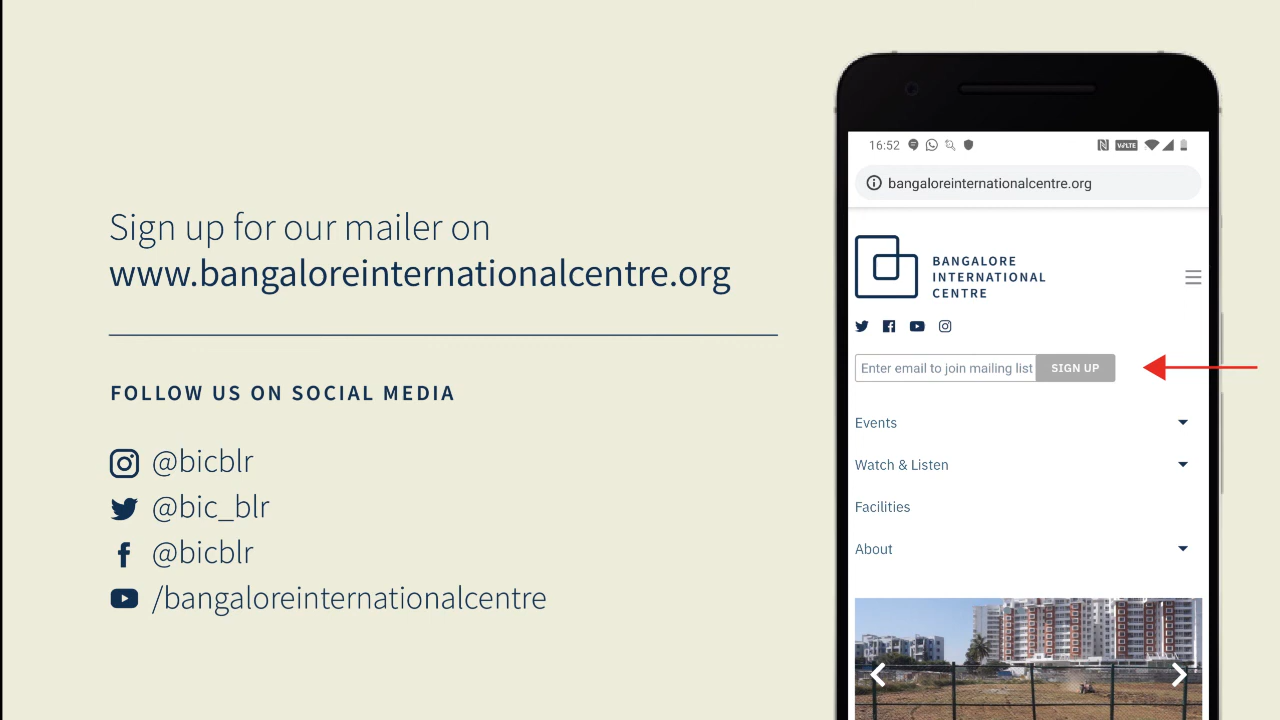 Sign up for our mailer on
www.bangaloreinternationalcentre.org
FOLLOW US ON SOCIAL MEDIA
@bicblr
@bic_blr
@bicblr
/bangaloreinternationalcentre
16:52
VoLTE
bangaloreinternationalcentre.org
BANGALORE
INTERNATIONAL
CENTRE
Enter email to join mailing list SIGN UP
Events
Watch & Listen
Facilities
About